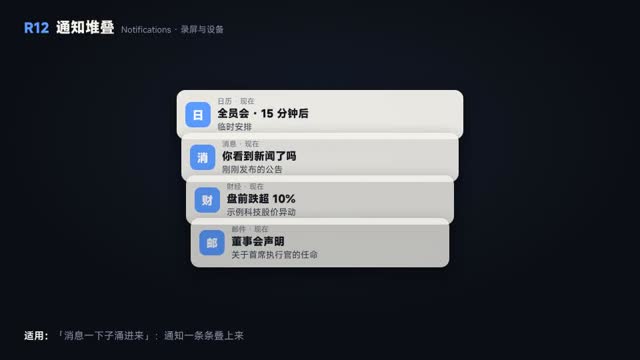 R12 通知堆叠 Notifications · 录屏与设备
日历 · 现在
日
全员会 · 15 分钟后
临时安排
消息 · 现在
消
你看到新闻了吗
刚刚发布的公告
财经 · 现在
财
盘前跌超 10%
示例科技股价异动
邮件 · 现在
邮
董事会声明
关于首席执行官的任命
适用：「消息一下子涌进来」：通知一条条叠上来